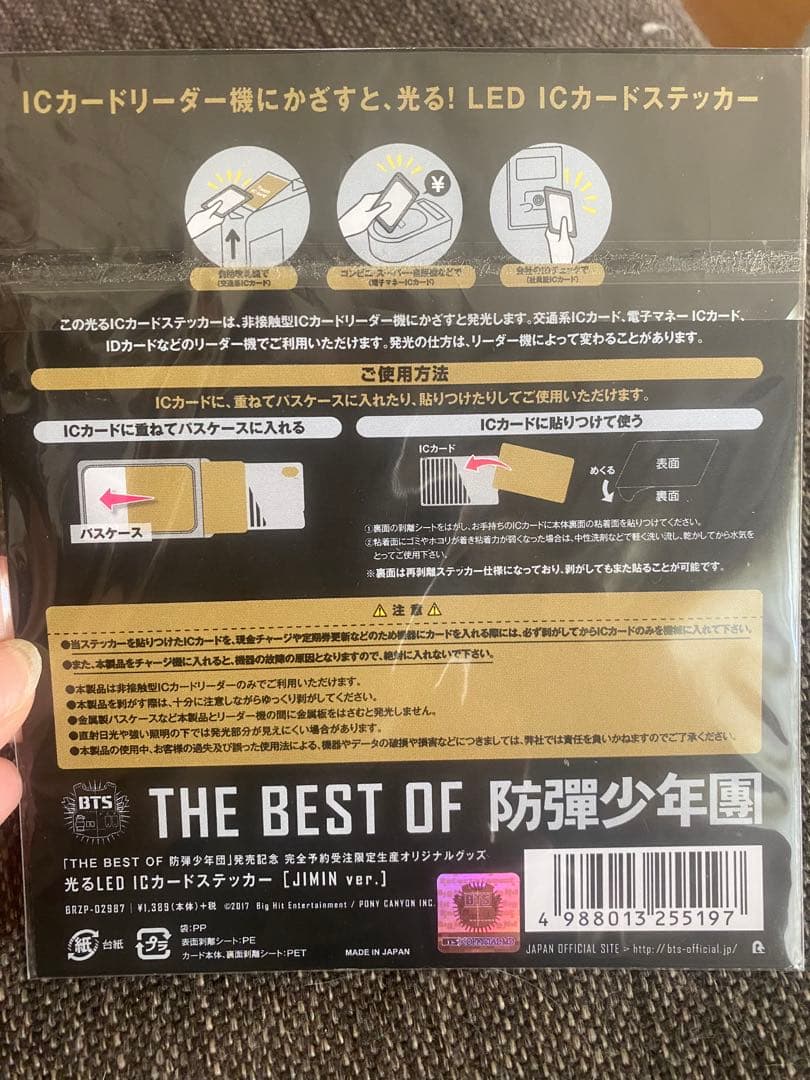 ICカードリーダー機にかざすと、光る! LED ICカードステッカー
¥
自動改札機で
(交通系ICカード)
コンビニ・スーパー・自販機などで
(電子マネーICカード)
会社のIDチェックで
(社員証ICカード)
この光るICカードステッカーは、非接触型ICカードリーダー機にかざすと発光します。交通系ICカード、電子マネー ICカード、
IDカードなどのリーダー機でご利用いただけます。発光の仕方は、リーダー機によって変わることがあります。
ご使用方法
ICカードに、重ねてパスケースに入れたり、貼りつけたりしてご使用いただけます。
ICカードに重ねてパスケースに入れる
パスケース
ICカードに貼りつけて使う
ICカード
めくる
表面
裏面
①裏面の剥離シートをはがし、お手持ちのICカードに本体裏面の粘着面を貼りつけてください。
②粘着面にゴミやホコリが着き粘着力が弱くなった場合は、中性洗剤などで軽く洗い流し、乾かしてから水気を
とってご使用下さい。
※裏面は再剥離ステッカー仕様になっており、剥がしてもまた貼ることが可能です。
⚠ 注意 ⚠
●当ステッカーを貼りつけたICカードを、現金チャージや定期券更新などのため機器にカードを入れる際には、必ず剥がしてからICカードのみを機械に入れて下さい。
●また、本製品をチャージ機に入れると、機器の故障の原因となりますので、絶対に入れないで下さい。
●本製品は非接触型ICカードリーダーのみでご利用いただけます。
●本製品を剥がす際は、十分に注意しながらゆっくり剥がしてください。
●金属製パスケースなど本製品とリーダー機の間に金属板をはさむと発光しません。
●直射日光や強い照明の下では発光部分が見えにくい場合があります。
●本製品の使用中、お客様の過失及び誤った使用法による、機器やデータの破損や損害などにつきましては、弊社では責任を負いかねますのでご了承ください。
BTS THE BEST OF 防彈少年團
「THE BEST OF 防弾少年団」発売記念 完全予約受注限定生産オリジナルグッズ
光るLED ICカードステッカー [JIMIN ver.]
BRZP-02987 | ¥1,389(本体)+税 ©2017 Big Hit Entertainment / PONY CANYON INC.
紙 台紙
プラ
袋:PP
表面剥離シート:PE
カード本体、裏面剥離シート:PET
MADE IN JAPAN
BTS
4 988013 255197
JAPAN OFFICIAL SITE > http://bts-official.jp/